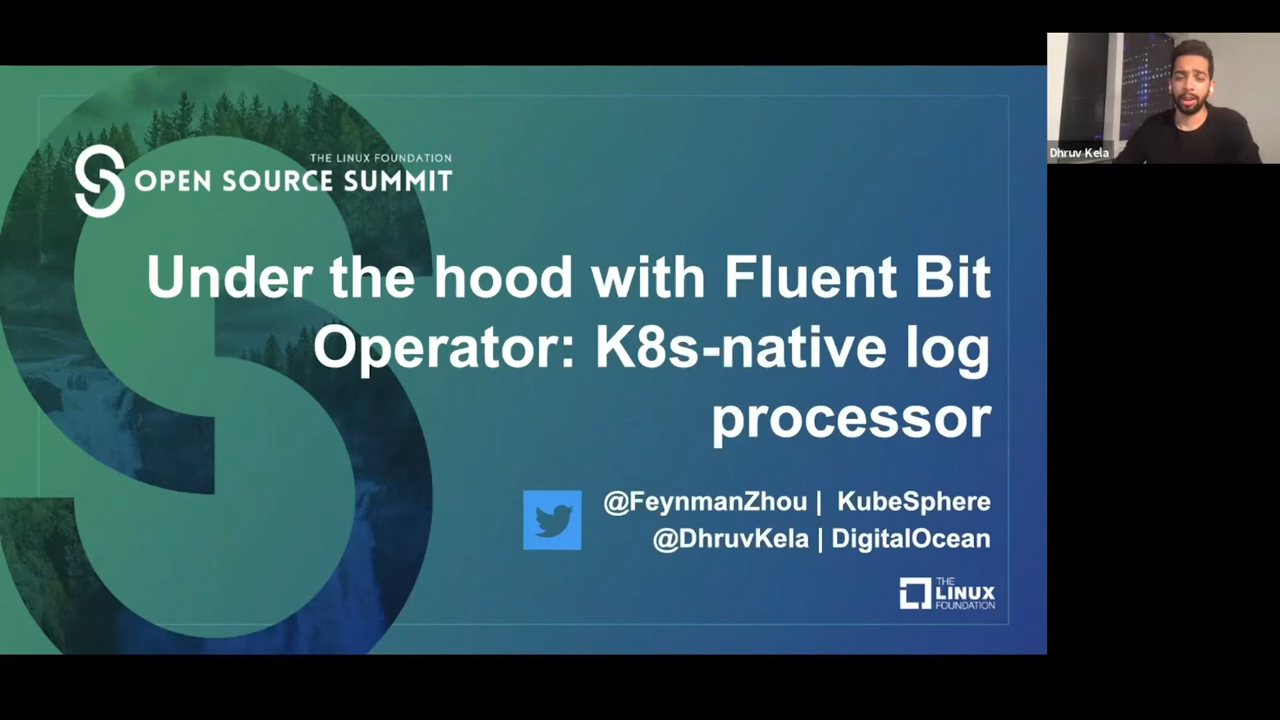 THE LINUX FOUNDATION
OPEN SOURCE SUMMIT
Under the hood with Fluent Bit
Operator: K8s-native log
processor
@FeynmanZhou | KubeSphere
@DhruvKela | DigitalOcean
THE
LINUX
FOUNDATION
Dhruv Kela